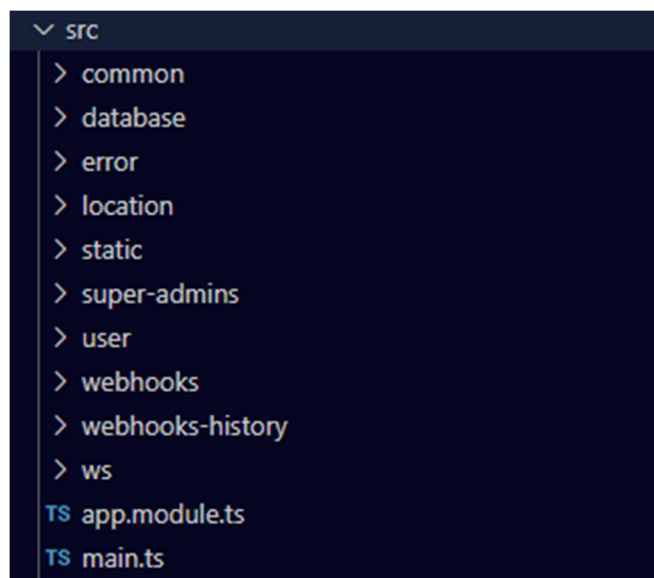 src
common
database
error
location
static
super-admins
user
webhooks
webhooks-history
ws
TS app.module.ts
TS main.ts